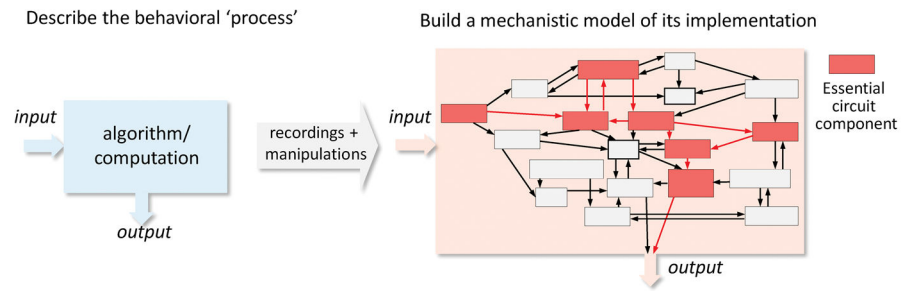 Describe the behavioral ‘process’
Build a mechanistic model of its implementation
input
algorithm/
computation
output
recordings +
manipulations
input
output
Essential
circuit
component